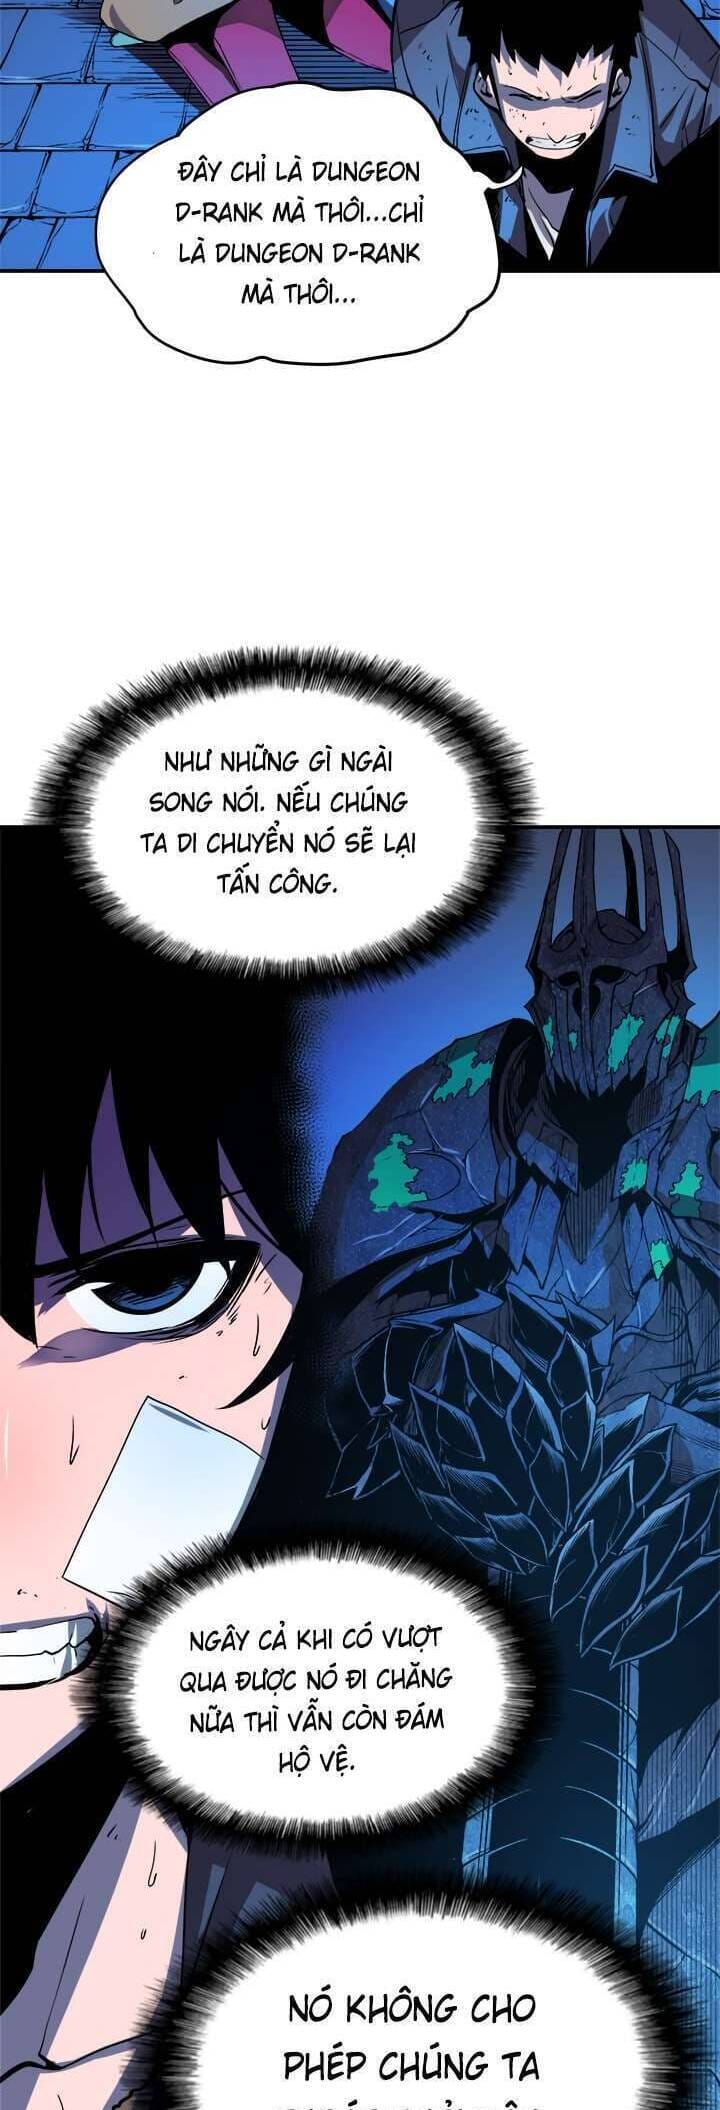 ĐÂY CHỈ LÀ DUNGEON
D-RANK MÀ THÔI...CHỈ
LÀ DUNGEON D-RANK
MÀ THÔI...
NHƯ NHỮNG GÌ NGÀI
SONG NÓI. NẾU CHÚNG
TA DI CHUYỂN NÓ SẼ LẠI
TẤN CÔNG.
NGAY CẢ KHI CÓ VƯỢT
QUA ĐƯỢC NÓ ĐI CHĂNG
NỮA THÌ VẪN CÒN ĐÁM
HỘ VỆ.
NÓ KHÔNG CHO
PHÉP CHÚNG TA